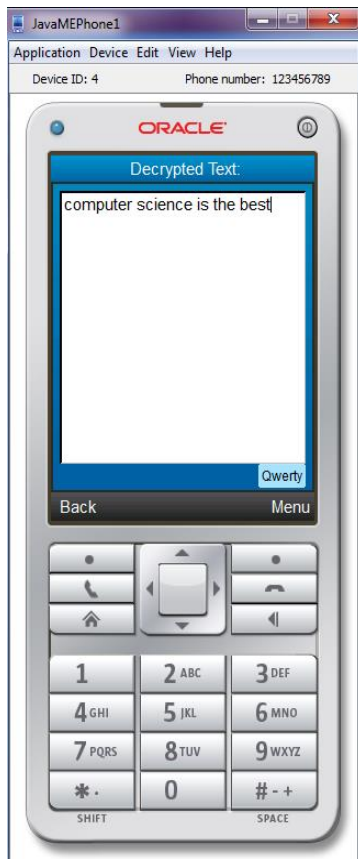 JavaMEPhone1
Application Device Edit View Help
Device ID: 4 Phone number: 123456789
ORACLE
Decrypted Text:
computer science is the best
Qwerty
Back Menu
1 2 ABC 3 DEF
4 GHI 5 JKL 6 MNO
7 PQRS 8 TUV 9 WXYZ
* . 0 # - +
SHIFT SPACE